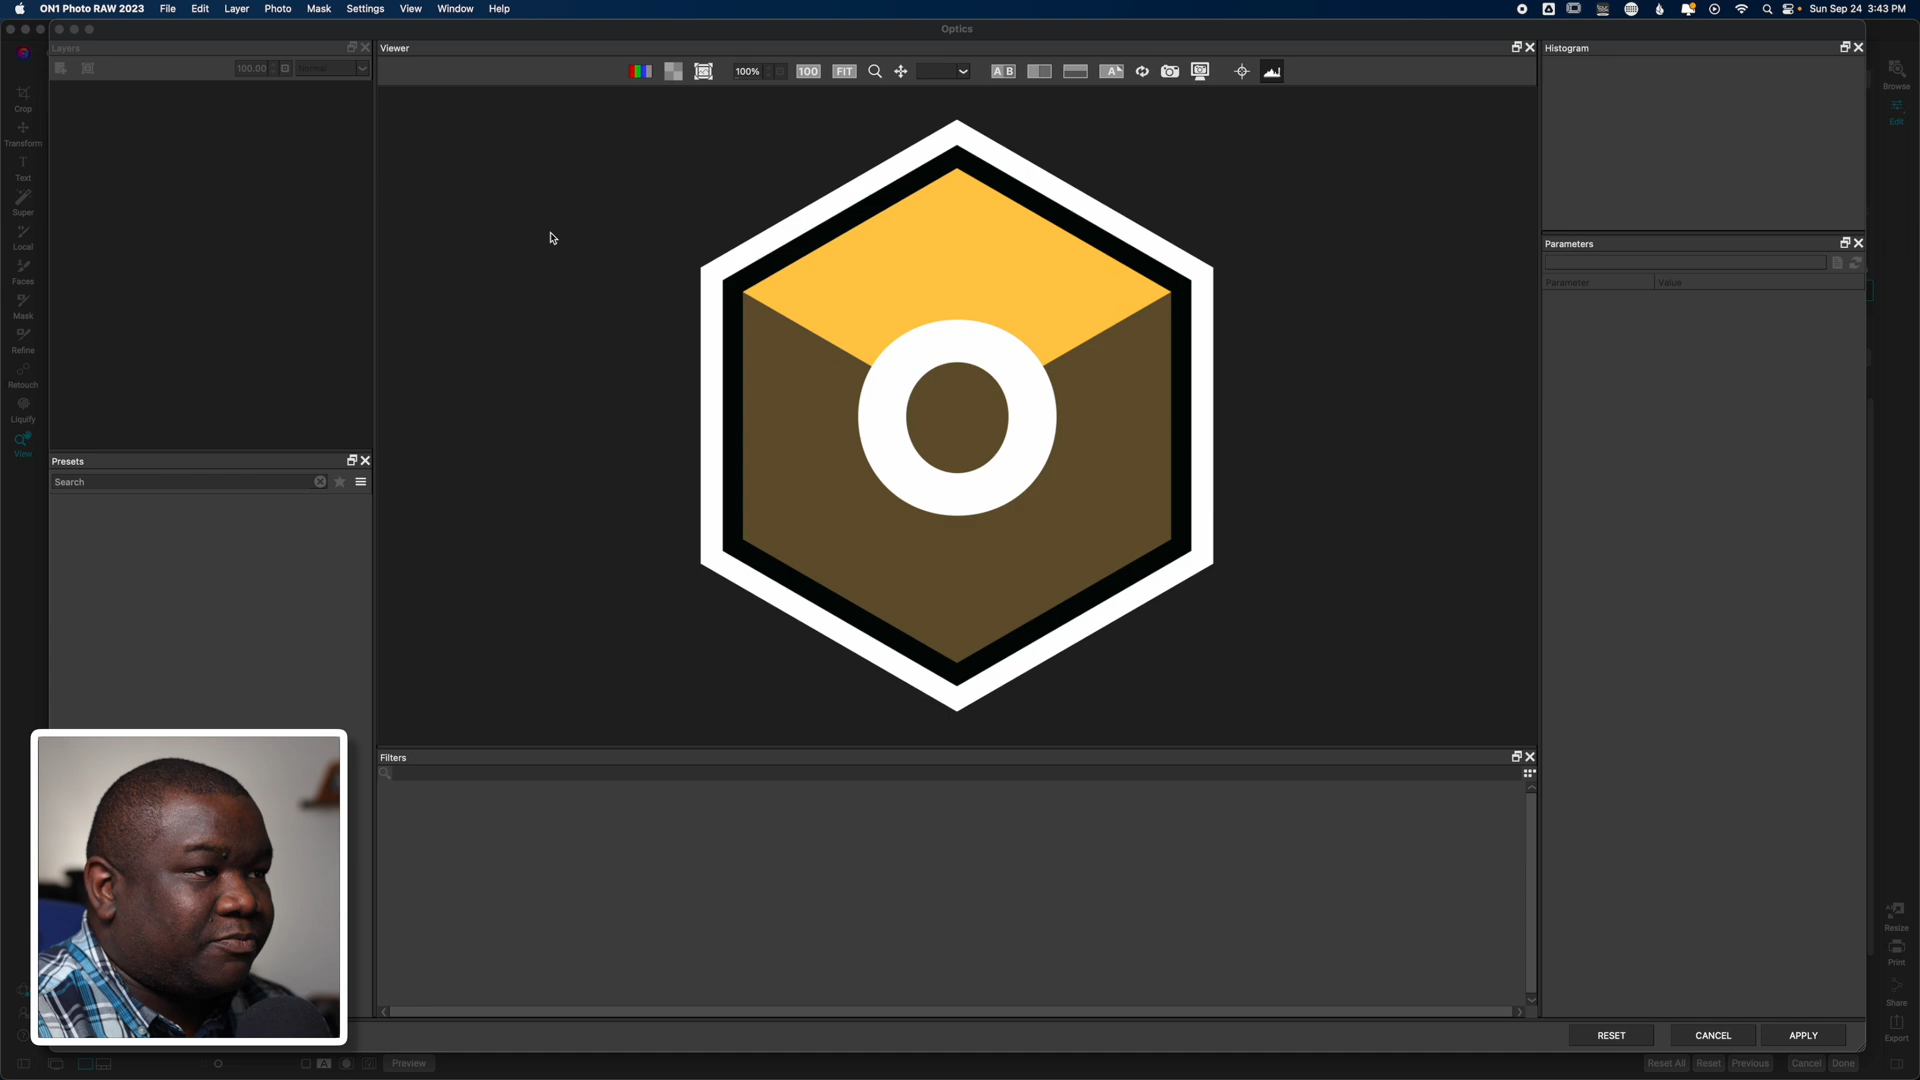 ON1 Photo RAW 2023 File Edit Layer Photo Mask Settings View Window Help
Sun Sep 24 3:43 PM
Optics
Layers
100.00
Normal
Viewer
100%
100
FIT
A B
A
Histogram
Browse
Edit
Crop
Transform
T
Text
Super
Local
Faces
Mask
Refine
Retouch
Liquify
View
O
Parameters
Parameter
Value
Presets
Search
Filters
Resize
Print
Share
Export
RESET
CANCEL
APPLY
A
Preview
Reset All
Reset
Previous
Cancel
Done